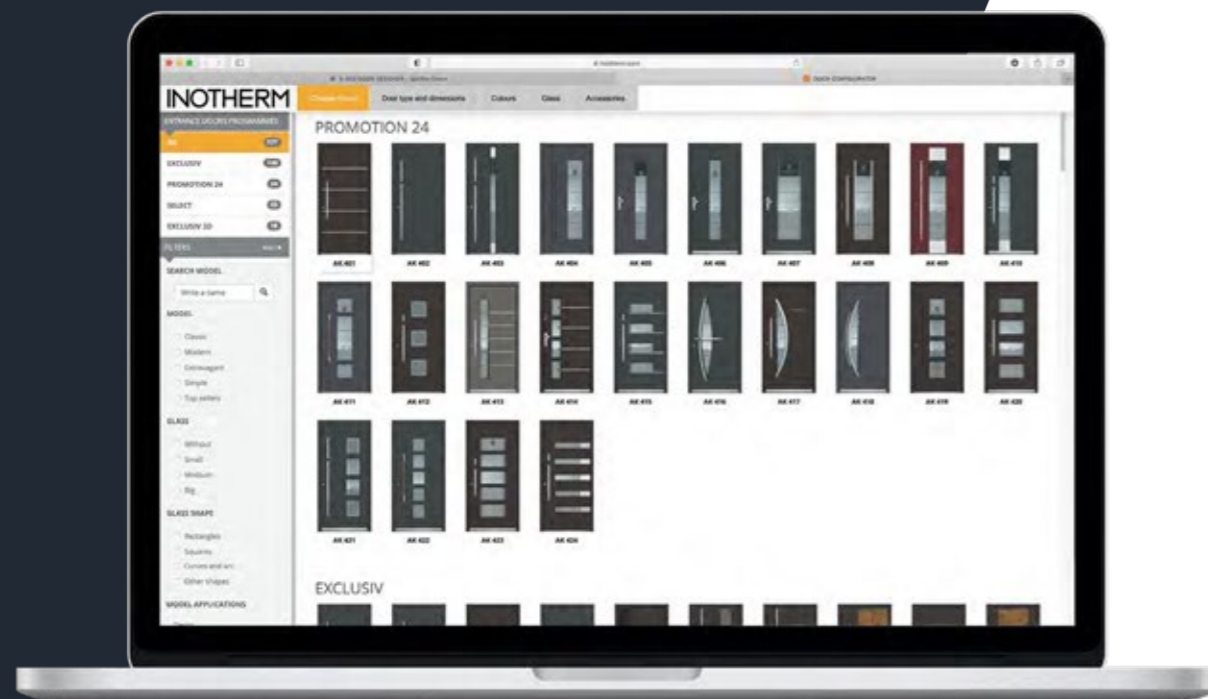 INOTHERM
Door type and dimensions
Colours
Glass
Accessories
ENTRANCE DOORS PROGRAMMES
All
EXCLUSIV
PROMOTION 24
SELECT
EXCLUSIV 3D
FILTERS
SEARCH MODEL
Write a name
MODEL
Classic
Modern
Extravagant
Simple
Top sellers
GLASS
Without
Small
Medium
Big
GLASS SHAPE
Rectangles
Squares
Curves and arc
Other shapes
MODEL APPLICATIONS
PROMOTION 24
AK 401 AK 402 AK 403 AK 404 AK 405 AK 406 AK 407 AK 408 AK 409 AK 410
AK 411 AK 412 AK 413 AK 414 AK 415 AK 416 AK 417 AK 418 AK 419 AK 420
AK 421 AK 422 AK 423 AK 424
EXCLUSIV